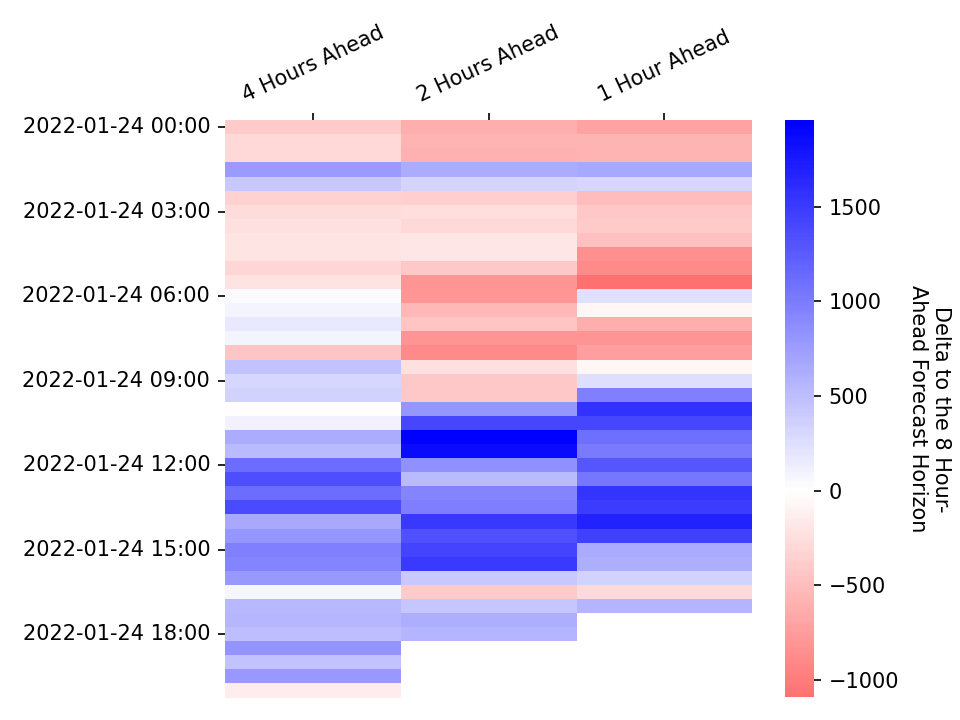 4 Hours Ahead
2 Hours Ahead
1 Hour Ahead
2022-01-24 00:00
2022-01-24 03:00
2022-01-24 06:00
2022-01-24 09:00
2022-01-24 12:00
2022-01-24 15:00
2022-01-24 18:00
1500
1000
500
0
−500
−1000
Delta to the 8 Hour-
Ahead Forecast Horizon